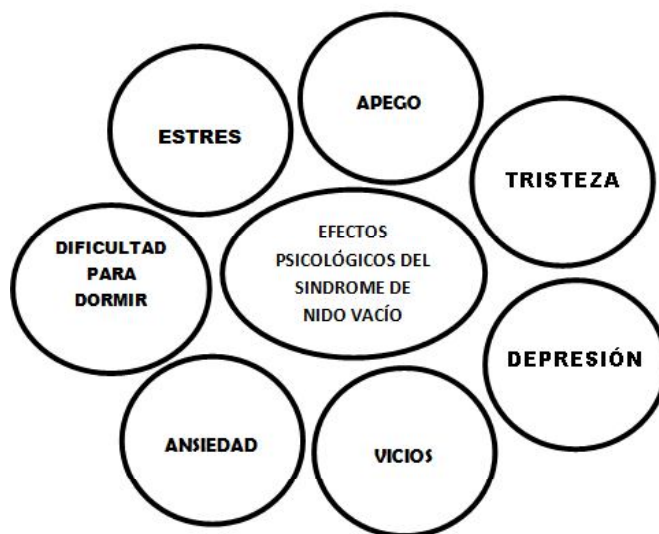 APEGO
ESTRES
TRISTEZA
EFECTOS
PSICOLÓGICOS DEL
SINDROME DE
NIDO VACÍO
DIFICULTAD
PARA
DORMIR
DEPRESIÓN
ANSIEDAD
VICIOS